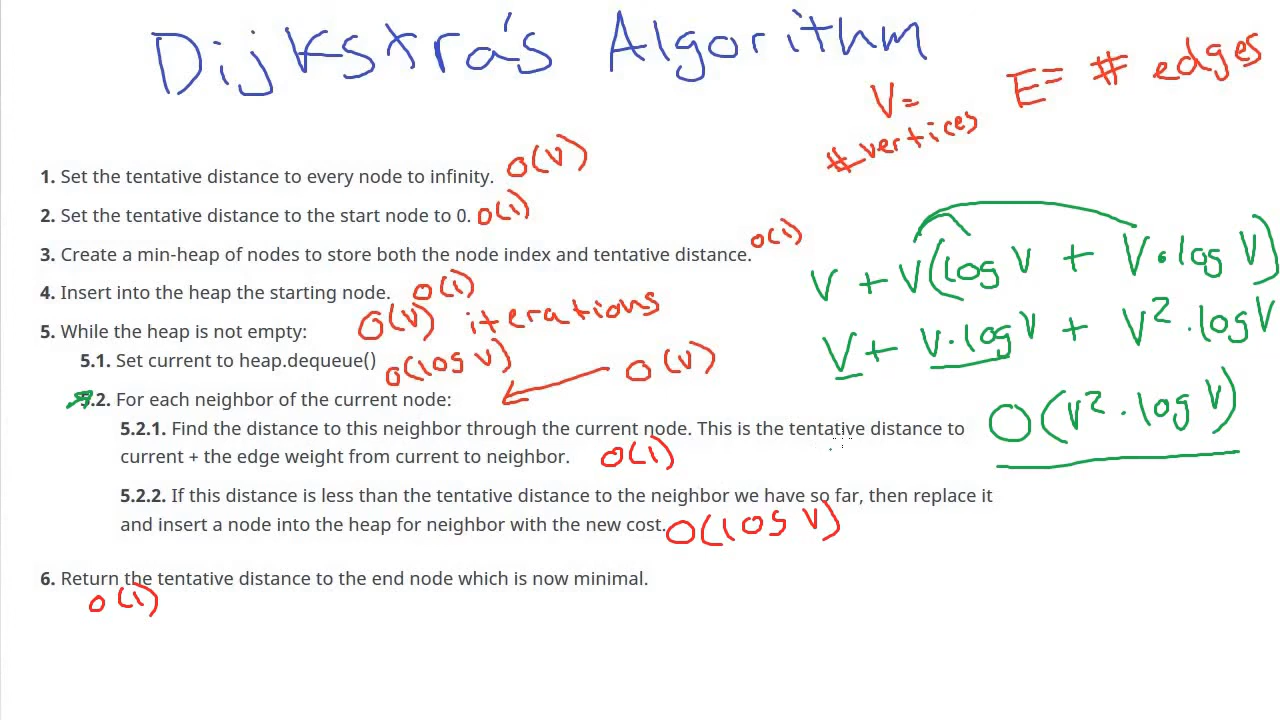 Dijkstra's Algorithm
V =
# vertices
E = # edges
1. Set the tentative distance to every node to infinity. O(V)
2. Set the tentative distance to the start node to 0. O(1)
3. Create a min-heap of nodes to store both the node index and tentative distance. O(1)
4. Insert into the heap the starting node. O(1)
5. While the heap is not empty: O(V) iterations
5.1. Set current to heap.dequeue() O(log V)
5.2. For each neighbor of the current node: O(V)
5.2.1. Find the distance to this neighbor through the current node. This is the tentative distance to
current + the edge weight from current to neighbor. O(1)
5.2.2. If this distance is less than the tentative distance to the neighbor we have so far, then replace it
and insert a node into the heap for neighbor with the new cost. O(log V)
6. Return the tentative distance to the end node which is now minimal.
O(1)
V + V(log V + V·log V)
V + V·log V + V²·log V
O(V²·log V)